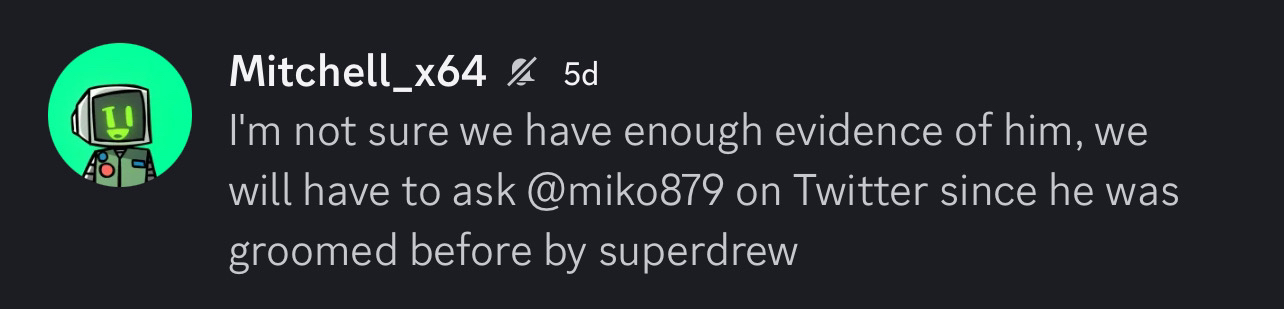 Mitchell_x64 5d
I'm not sure we have enough evidence of him, we
will have to ask @miko879 on Twitter since he was
groomed before by superdrew